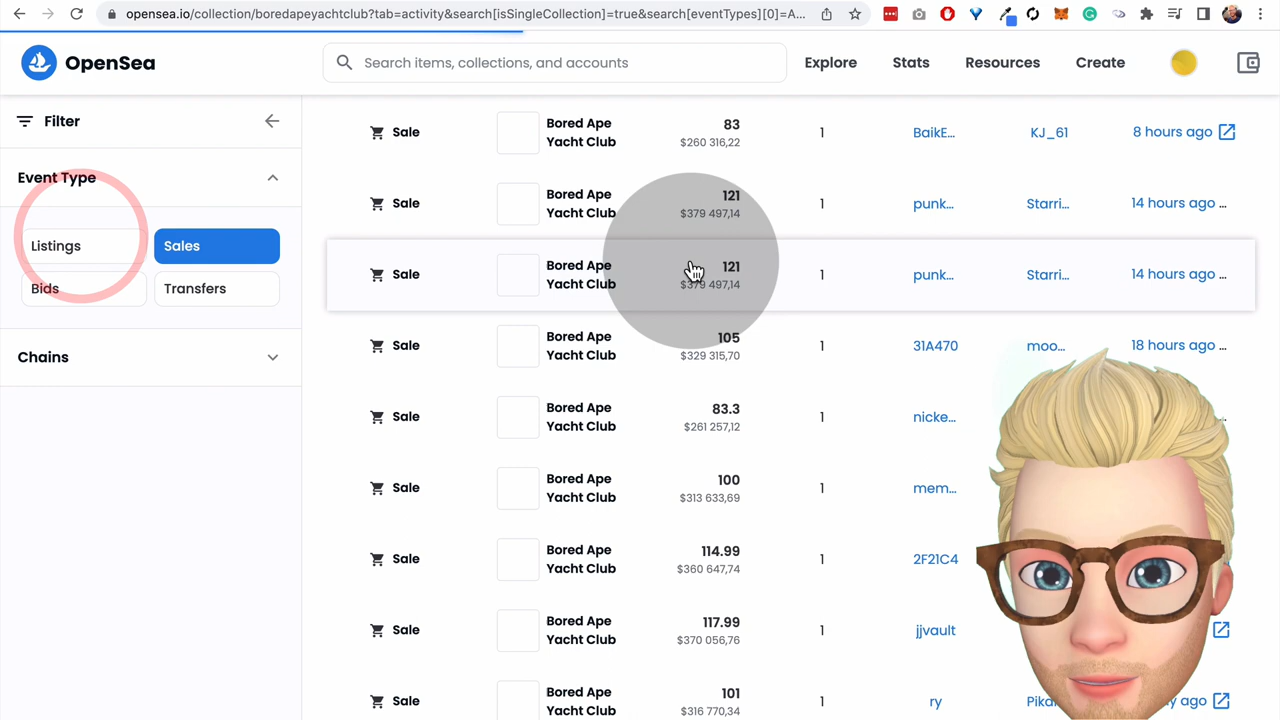 opensea.io/collection/boredapeyachtclub?tab=activity&search[isSingleCollection]=true&search[eventTypes][0]=A...
OpenSea
Search items, collections, and accounts
Explore
Stats
Resources
Create
Filter
Event Type
Listings
Sales
Bids
Transfers
Chains
Sale
Bored Ape
Yacht Club
83
$260 316,22
1
BaikE...
KJ_61
8 hours ago
Sale
Bored Ape
Yacht Club
121
$379 497,14
1
punk...
Starri...
14 hours ago ...
Sale
Bored Ape
Yacht Club
121
$379 497,14
1
punk...
Starri...
14 hours ago ...
Sale
Bored Ape
Yacht Club
105
$329 315,70
1
31A470
moo...
18 hours ago ...
Sale
Bored Ape
Yacht Club
83.3
$261 257,12
1
nicke...
Sale
Bored Ape
Yacht Club
100
$313 633,69
1
mem...
Sale
Bored Ape
Yacht Club
114.99
$360 647,74
1
2F21C4
Sale
Bored Ape
Yacht Club
117.99
$370 056,76
1
jjvault
Sale
Bored Ape
Yacht Club
101
$316 770,34
1
ry
ago